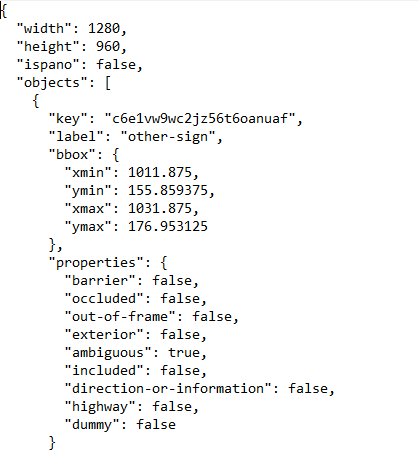 {
  "width": 1280,
  "height": 960,
  "ispano": false,
  "objects": [
    {
      "key": "c6e1vw9wc2jz56t6oanuaf",
      "label": "other-sign",
      "bbox": {
        "xmin": 1011.875,
        "ymin": 155.859375,
        "xmax": 1031.875,
        "ymax": 176.953125
      },
      "properties": {
        "barrier": false,
        "occluded": false,
        "out-of-frame": false,
        "exterior": false,
        "ambiguous": true,
        "included": false,
        "direction-or-information": false,
        "highway": false,
        "dummy": false
      }